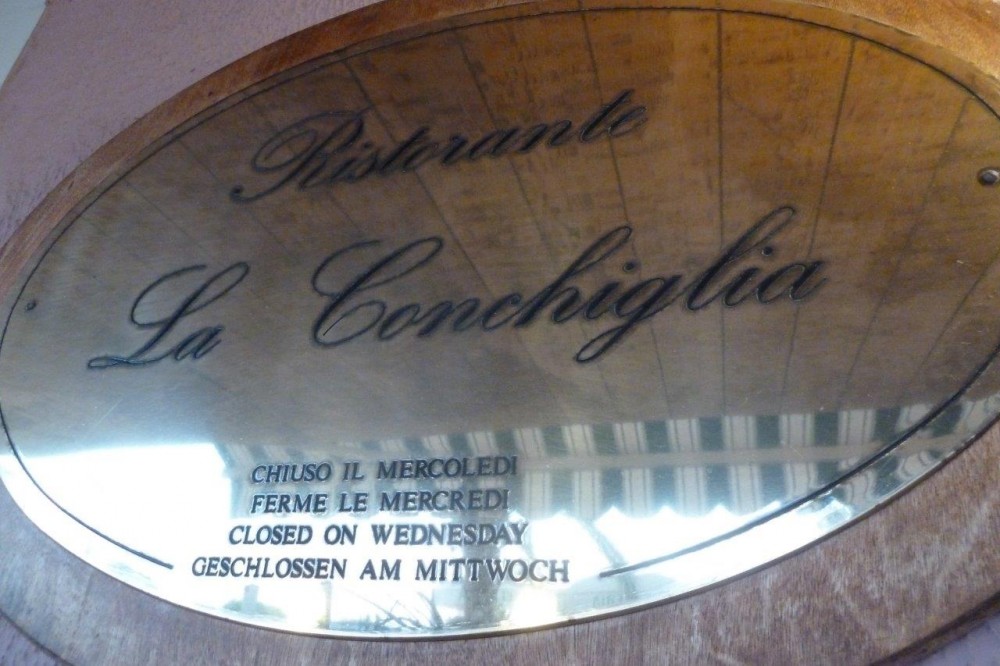 Ristorante
La Conchiglia
CHIUSO IL MERCOLEDI
FERME LE MERCREDI
CLOSED ON WEDNESDAY
GESCHLOSSEN AM MITTWOCH